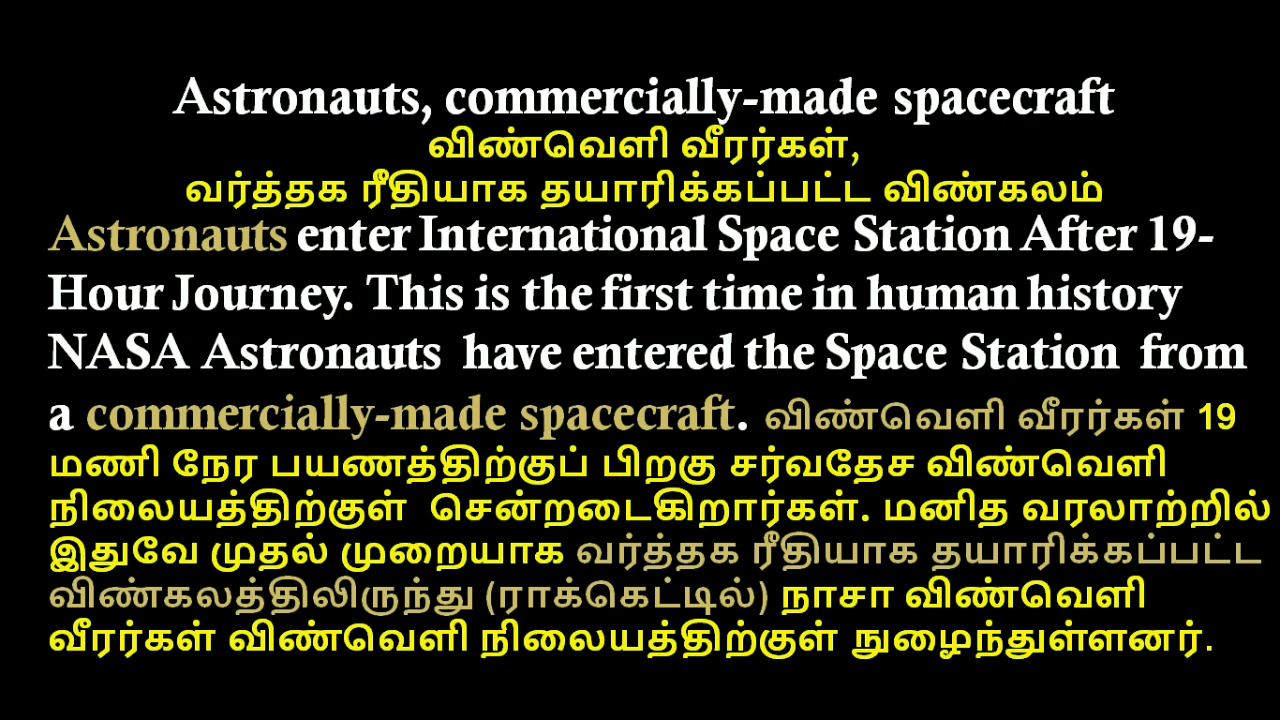 Astronauts, commercially-made spacecraft
விண்வெளி வீரர்கள்,
வர்த்தக ரீதியாக தயாரிக்கப்பட்ட விண்கலம்
Astronauts enter International Space Station After 19-
Hour Journey. This is the first time in human history
NASA Astronauts have entered the Space Station from
a commercially-made spacecraft. விண்வெளி வீரர்கள் 19
மணி நேர பயணத்திற்குப் பிறகு சர்வதேச விண்வெளி
நிலையத்திற்குள் சென்றடைகிறார்கள். மனித வரலாற்றில்
இதுவே முதல் முறையாக வர்த்தக ரீதியாக தயாரிக்கப்பட்ட
விண்கலத்திலிருந்து (ராக்கெட்டில்) நாசா விண்வெளி
வீரர்கள் விண்வெளி நிலையத்திற்குள் நுழைந்துள்ளனர்.